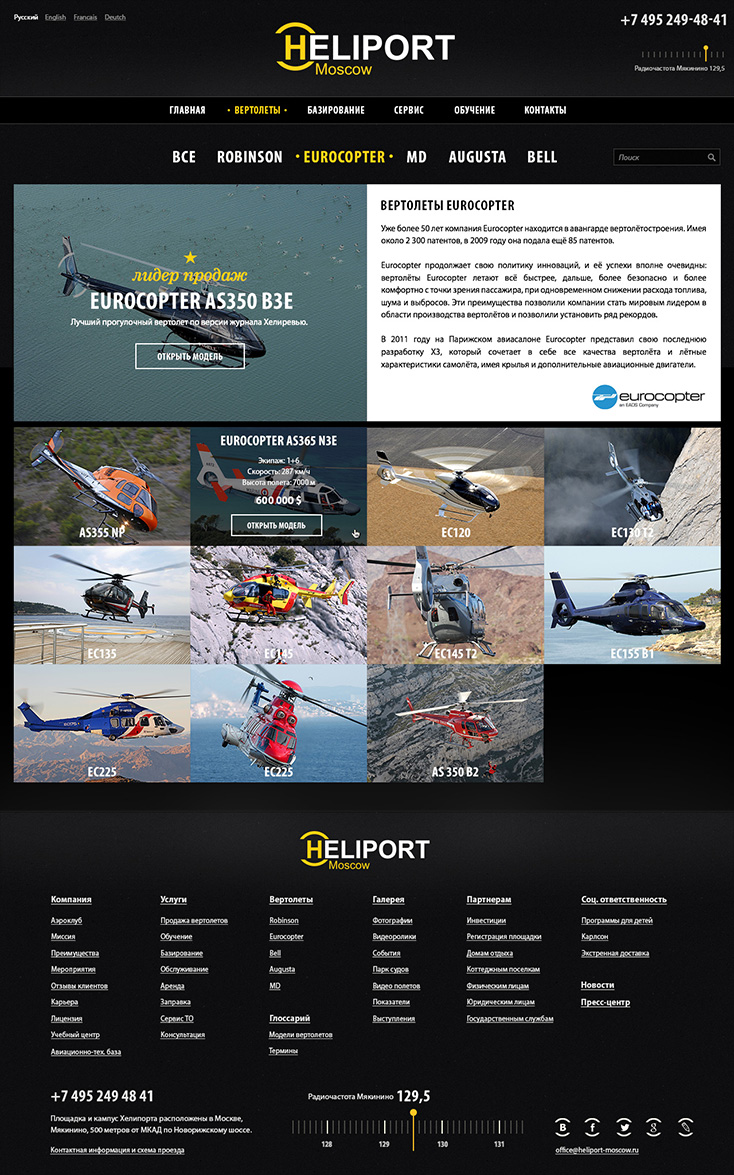 Русский English Francais Deutch
HELIPORT
Moscow
+7 495 249-48-41
Радиочастота Мякинино 129,5
ГЛАВНАЯ • ВЕРТОЛЕТЫ • БАЗИРОВАНИЕ СЕРВИС ОБУЧЕНИЕ КОНТАКТЫ
ВСЕ ROBINSON • EUROCOPTER • MD AUGUSTA BELL
Поиск
лидер продаж
EUROCOPTER AS350 B3E
Лучший прогулочный вертолет по версии журнала Хелиревью.
ОТКРЫТЬ МОДЕЛЬ
ВЕРТОЛЕТЫ EUROCOPTER
Уже более 50 лет компания Eurocopter находится в авангарде вертолётостроения. Имея
около 2 300 патентов, в 2009 году она подала ещё 85 патентов.
Eurocopter продолжает свою политику инноваций, и её успехи вполне очевидны:
вертолёты Eurocopter летают всё быстрее, дальше, более безопасно и более
комфортно с точки зрения пассажира, при одновременном снижении расхода топлива,
шума и выбросов. Эти преимущества позволили компании стать мировым лидером в
области производства вертолётов и позволили установить ряд рекордов.
В 2011 году на Парижском авиасалоне Eurocopter представил свою последнюю
разработку X3, который сочетает в себе все качества вертолёта и лётные
характеристики самолёта, имея крылья и дополнительные авиационные двигатели.
eurocopter
an EADS Company
AS355 NP
EUROCOPTER AS365 N3E
Экипаж: 1+6
Скорость: 287 км/ч
Высота полета: 7000 м
600 000 $
ОТКРЫТЬ МОДЕЛЬ
EC120
EC130 T2
EC135
EC145
EC145 T2
EC155 B1
EC225
EC225
AS 350 B2
HELIPORT
Moscow
Компания
Аэроклуб
Миссия
Преимущества
Мероприятия
Отзывы клиентов
Карьера
Лицензия
Учебный центр
Авиационно-тех. база
Услуги
Продажа вертолетов
Обучение
Базирование
Обслуживание
Аренда
Заправка
Сервис ТО
Консультация
Вертолеты
Robinson
Eurocopter
Bell
Augusta
MD
Глоссарий
Модели вертолетов
Термины
Галерея
Фотографии
Видеоролики
События
Парк судов
Видео полетов
Показатели
Выступления
Партнерам
Инвестиции
Регистрация площадки
Домам отдыха
Коттеджным поселкам
Физическим лицам
Юридическим лицам
Государственным службам
Соц. ответственность
Программы для детей
Карлсон
Экстренная доставка
Новости
Пресс-центр
+7 495 249 48 41
Площадка и кампус Хелипорта расположены в Москве,
Мякинино, 500 метров от МКАД по Новорижскому шоссе.
Контактная информация и схема проезда
Радиочастота Мякинино 129,5
128 129 130 131
office@heliport-moscow.ru